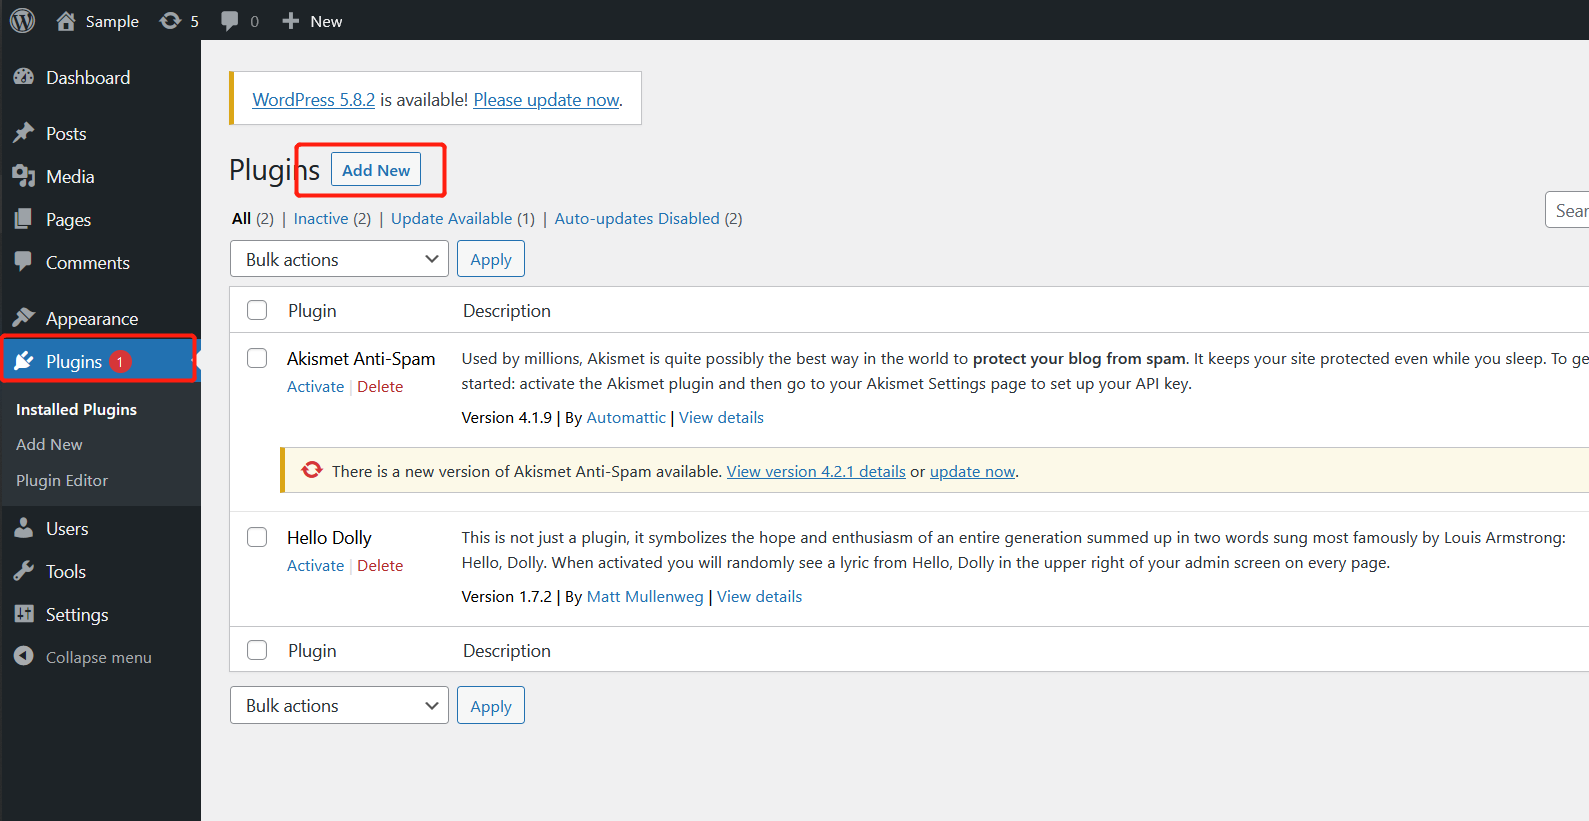 Sample 5 0 New
Dashboard
Posts
Media
Pages
Comments
Appearance
Plugins 1
Installed Plugins
Add New
Plugin Editor
Users
Tools
Settings
Collapse menu
WordPress 5.8.2 is available! Please update now.
Plugins Add New
All (2) | Inactive (2) | Update Available (1) | Auto-updates Disabled (2)
Sear
Bulk actions Apply
Plugin Description
Akismet Anti-Spam
Activate | Delete
Used by millions, Akismet is quite possibly the best way in the world to protect your blog from spam. It keeps your site protected even while you sleep. To ge
started: activate the Akismet plugin and then go to your Akismet Settings page to set up your API key.
Version 4.1.9 | By Automattic | View details
There is a new version of Akismet Anti-Spam available. View version 4.2.1 details or update now.
Hello Dolly
Activate | Delete
This is not just a plugin, it symbolizes the hope and enthusiasm of an entire generation summed up in two words sung most famously by Louis Armstrong:
Hello, Dolly. When activated you will randomly see a lyric from Hello, Dolly in the upper right of your admin screen on every page.
Version 1.7.2 | By Matt Mullenweg | View details
Plugin Description
Bulk actions Apply